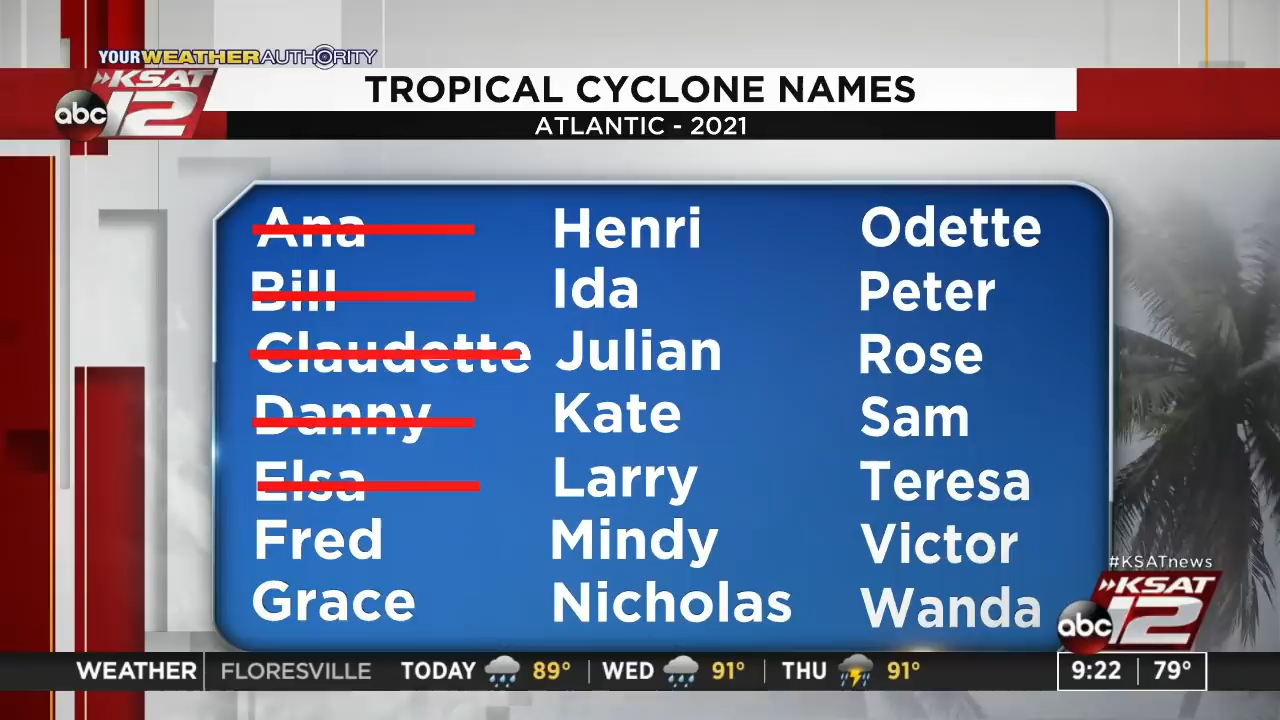 YOURWEATHERAUTHORITY
KSAT
abc 12
TROPICAL CYCLONE NAMES
ATLANTIC - 2021
Ana
Bill
Claudette
Danny
Elsa
Fred
Grace
Henri
Ida
Julian
Kate
Larry
Mindy
Nicholas
Odette
Peter
Rose
Sam
Teresa
Victor
Wanda
#KSATnews
KSAT
abc 12
WEATHER FLORESVILLE TODAY 89° WED 91° THU 91° 9:22 79°